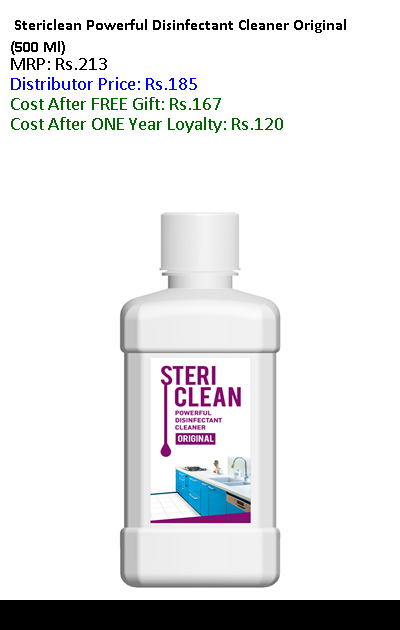 Stericlean Powerful Disinfectant Cleaner Original
(500 Ml)
MRP: Rs.213
Distributor Price: Rs.185
Cost After FREE Gift: Rs.167
Cost After ONE Year Loyalty: Rs.120
STERI
CLEAN
POWERFUL
DISINFECTANT
CLEANER
ORIGINAL